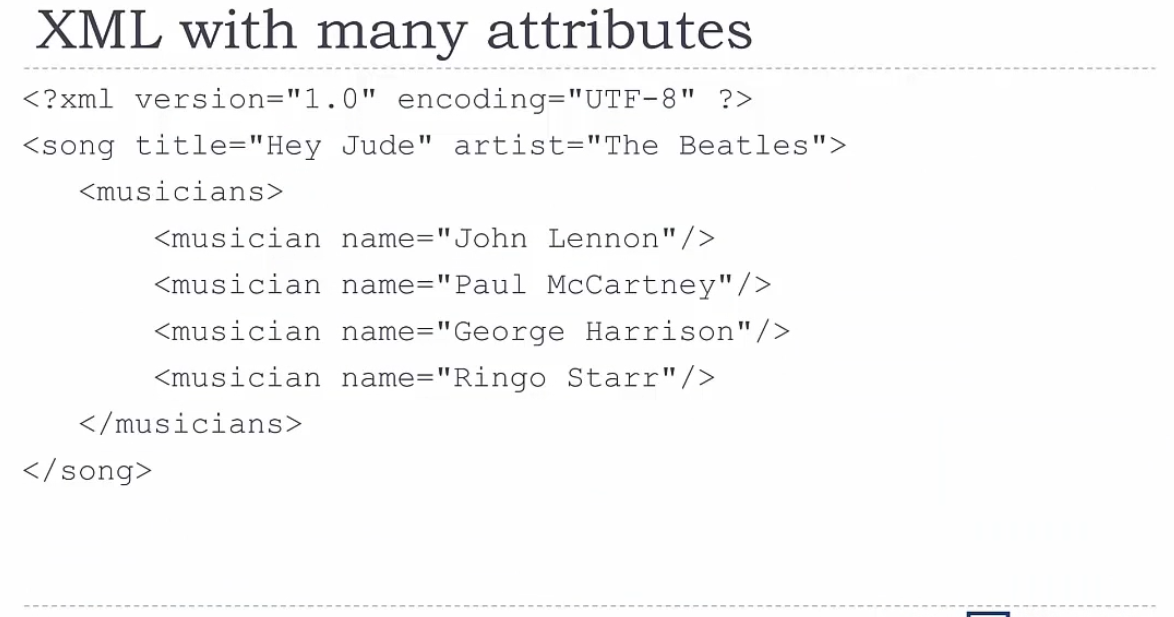 XML with many attributes
<?xml version="1.0" encoding="UTF-8" ?>
<song title="Hey Jude" artist="The Beatles">
<musicians>
<musician name="John Lennon"/>
<musician name="Paul McCartney"/>
<musician name="George Harrison"/>
<musician name="Ringo Starr"/>
</musicians>
</song>